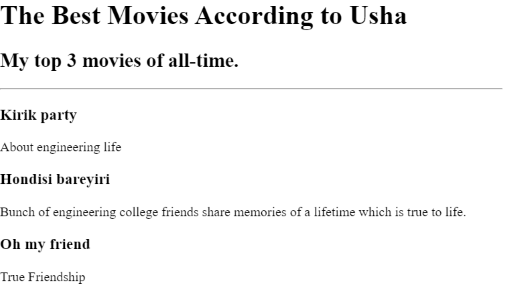 The Best Movies According to Usha
My top 3 movies of all-time.
Kirik party
About engineering life
Hondisi bareyiri
Bunch of engineering college friends share memories of a lifetime which is true to life.
Oh my friend
True Friendship